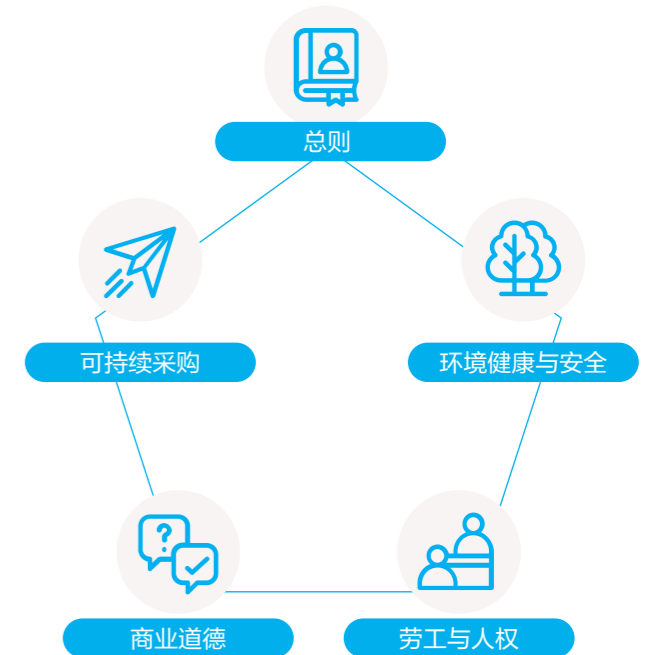 总则
可持续采购
环境健康与安全
商业道德
劳工与人权